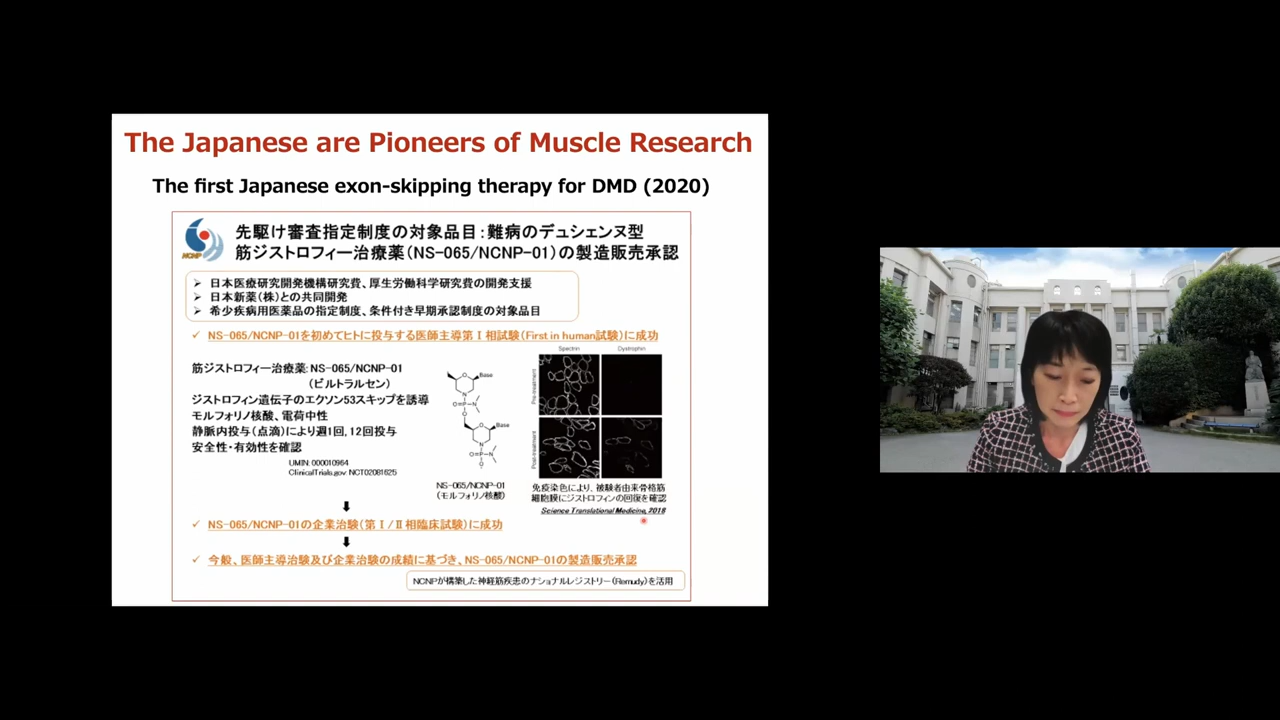 The Japanese are Pioneers of Muscle Research
The first Japanese exon-skipping therapy for DMD (2020)
NCNP
先駆け審査指定制度の対象品目：難病のデュシェンヌ型
筋ジストロフィー治療薬(NS-065/NCNP-01)の製造販売承認
➢ 日本医療研究開発機構研究費、厚生労働科学研究費の開発支援
➢ 日本新薬(株)との共同開発
➢ 希少疾病用医薬品の指定制度、条件付き早期承認制度の対象品目
✓ NS-065/NCNP-01を初めてヒトに投与する医師主導第Ⅰ相試験(First in human試験)に成功
筋ジストロフィー治療薬：NS-065/NCNP-01
(ビルトラルセン)
ジストロフィン遺伝子のエクソン53スキップを誘導
モルフォリノ核酸、電荷中性
静脈内投与(点滴)により週1回,12回投与
安全性・有効性を確認
UMIN: 000010964
ClinicalTrials.gov: NCT02081625
Base
O
N
O=P-N
O
Base
O
N
O=P-N
O
NS-065/NCNP-01
(モルフォリノ核酸)
Spectrin Dystrophin
Pre-treatment
Post-treatment
免疫染色により、被験者由来骨格筋
細胞膜にジストロフィンの回復を確認
Science Translational Medicine, 2018
✓ NS-065/NCNP-01の企業治験(第Ⅰ/Ⅱ相臨床試験)に成功
✓ 今般、医師主導治験及び企業治験の成績に基づき、NS-065/NCNP-01の製造販売承認
NCNPが構築した神経筋疾患のナショナルレジストリー(Remudy)を活用